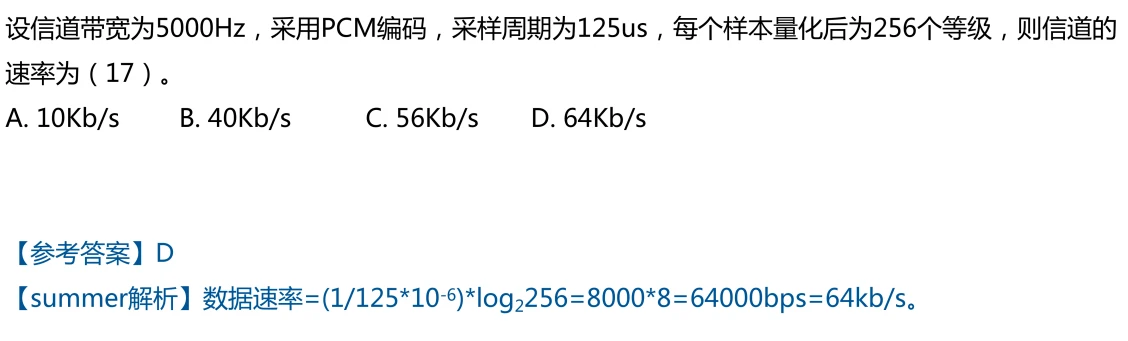 设信道带宽为5000Hz，采用PCM编码，采样周期为125us，每个样本量化后为256个等级，则信道的
速率为（17）。
A. 10Kb/s B. 40Kb/s C. 56Kb/s D. 64Kb/s
【参考答案】D
【summer解析】数据速率=(1/125*10⁻⁶)*log₂256=8000*8=64000bps=64kb/s。